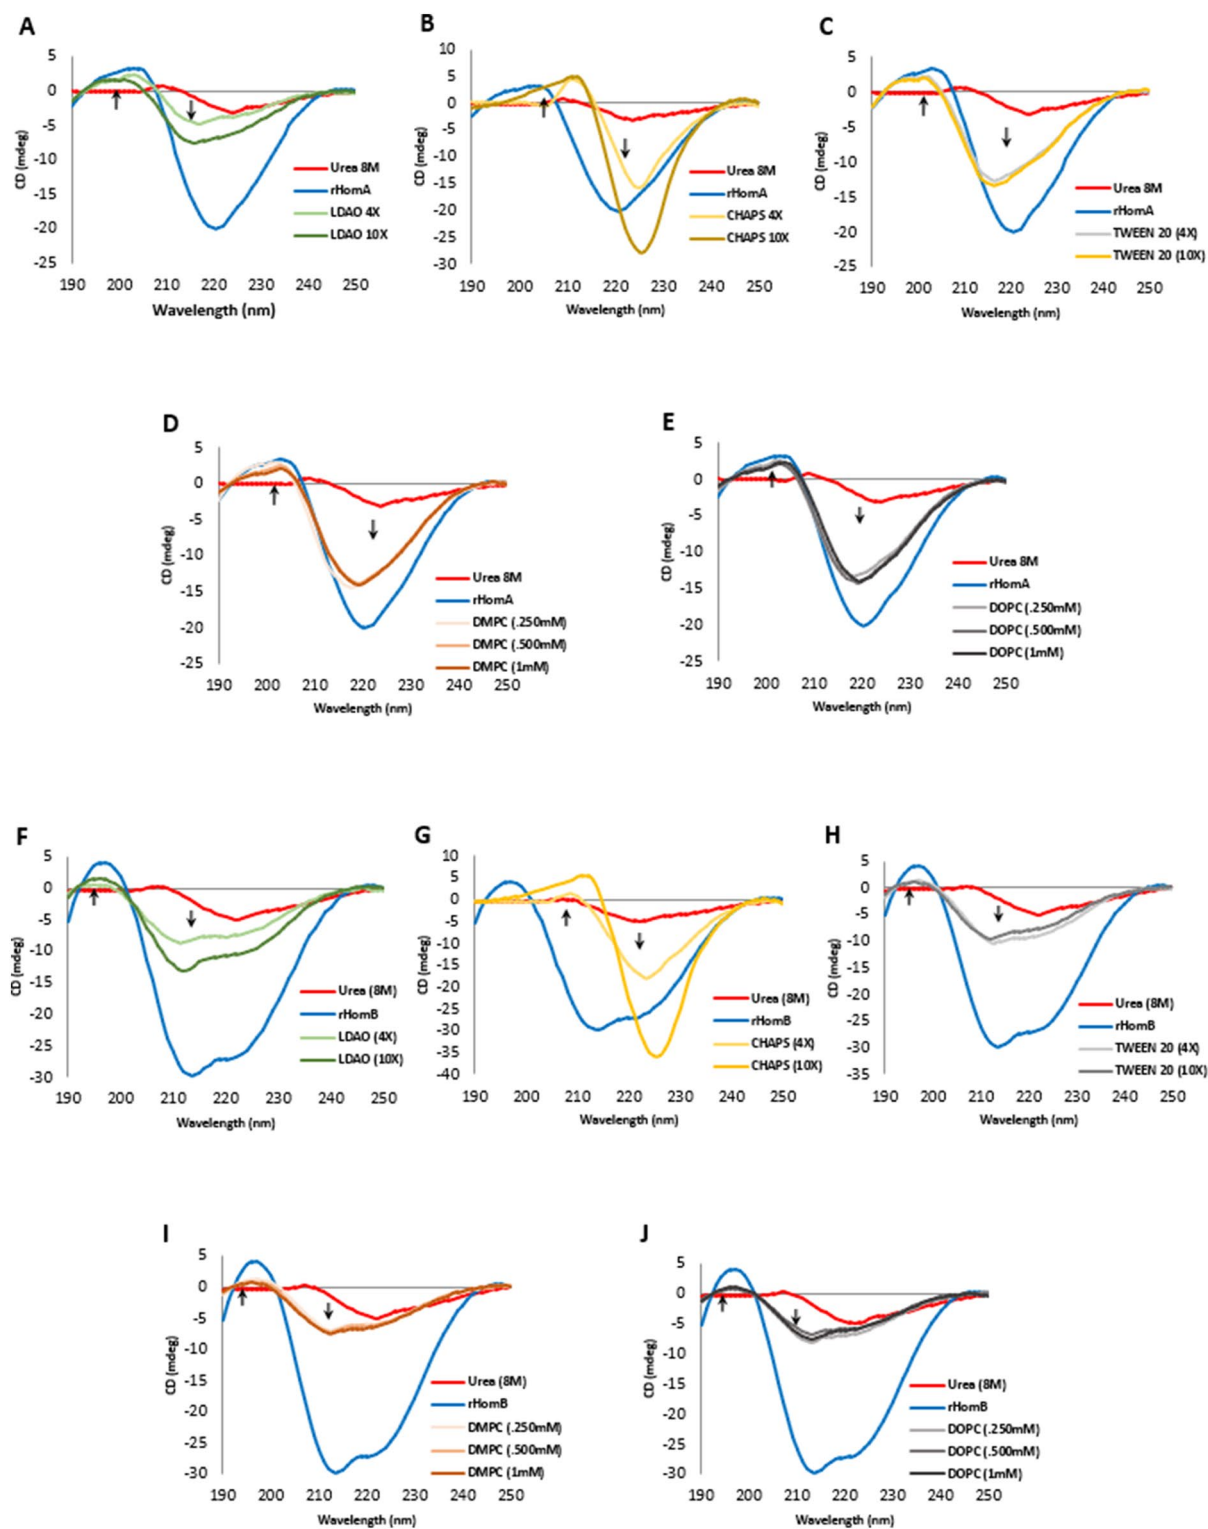 A
CD (mdeg)
5
0
-5
-10
-15
-20
-25
190 200 210 220 230 240 250
Wavelength (nm)
Urea 8M
rHomA
LDAO 4X
LDAO 10X
B
CD (mdeg)
10
5
0
-5
-10
-15
-20
-25
-30
190 200 210 220 230 240 250
Wavelength (nm)
Urea 8M
rHomA
CHAPS 4X
CHAPS 10X
C
CD (mdeg)
5
0
-5
-10
-15
-20
-25
190 200 210 220 230 240 250
Wavelength (nm)
Urea 8M
rHomA
TWEEN 20 (4X)
TWEEN 20 (10X)
D
CD (mdeg)
5
0
-5
-10
-15
-20
-25
190 200 210 220 230 240 250
Wavelength (nm)
Urea 8M
rHomA
DMPC (.250mM)
DMPC (.500mM)
DMPC (1mM)
E
CD (mdeg)
5
0
-5
-10
-15
-20
-25
190 200 210 220 230 240 250
Wavelength (nm)
Urea 8M
rHomA
DOPC (.250mM)
DOPC (.500mM)
DOPC (1mM)
F
CD (mdeg)
5
0
-5
-10
-15
-20
-25
-30
190 200 210 220 230 240 250
Wavelength (nm)
Urea (8M)
rHomB
LDAO (4X)
LDAO (10X)
G
CD (mdeg)
10
5
0
-5
-10
-15
-20
-25
-30
-35
-40
190 200 210 220 230 240 250
Wavelength (nm)
Urea (8M)
rHomB
CHAPS (4X)
CHAPS (10X)
H
CD (mdeg)
5
0
-5
-10
-15
-20
-25
-30
-35
190 200 210 220 230 240 250
Wavelength (nm)
Urea (8M)
rHomB
TWEEN 20 (4X)
TWEEN 20 (10X)
I
CD (mdeg)
5
0
-5
-10
-15
-20
-25
-30
190 200 210 220 230 240 250
Wavelength (nm)
Urea (8M)
rHomB
DMPC (.250mM)
DMPC (.500mM)
DMPC (1mM)
J
CD (mdeg)
5
0
-5
-10
-15
-20
-25
-30
190 200 210 220 230 240 250
Wavelength (nm)
Urea (8M)
rHomB
DOPC (.250mM)
DOPC (.500mM)
DOPC (1mM)